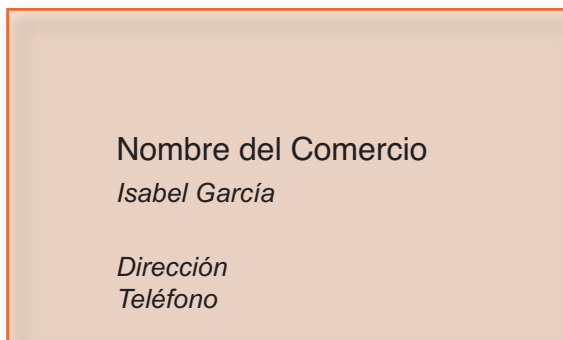 Nombre del Comercio
Isabel García
Dirección
Teléfono